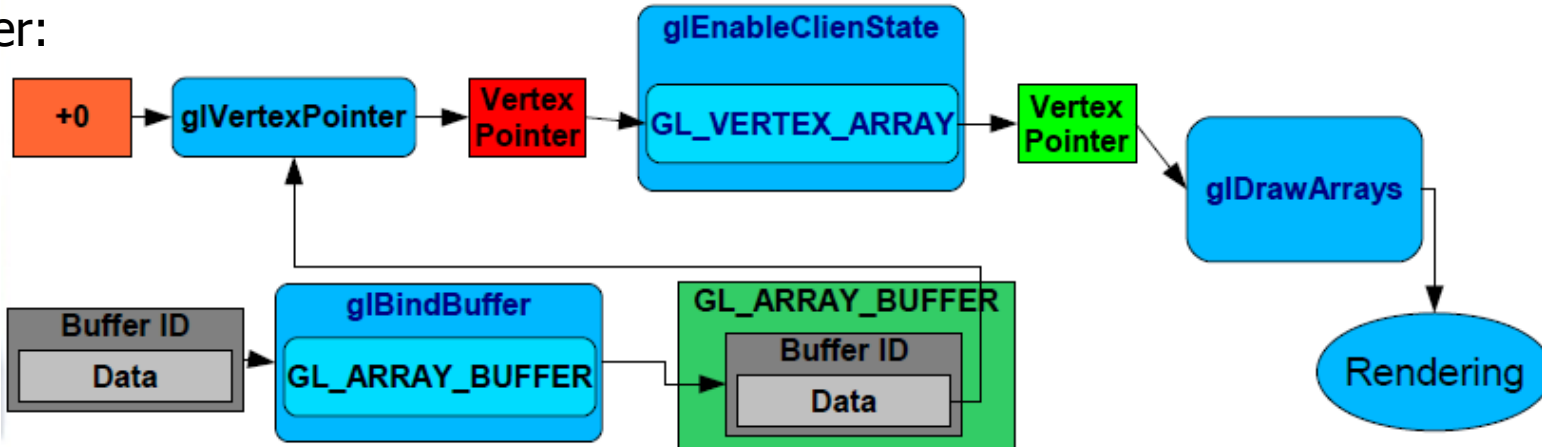 er:
+0
glVertexPointer
Vertex
Pointer
glEnableClienState
GL_VERTEX_ARRAY
Vertex
Pointer
glDrawArrays
Buffer ID
Data
glBindBuffer
GL_ARRAY_BUFFER
GL_ARRAY_BUFFER
Buffer ID
Data
Rendering